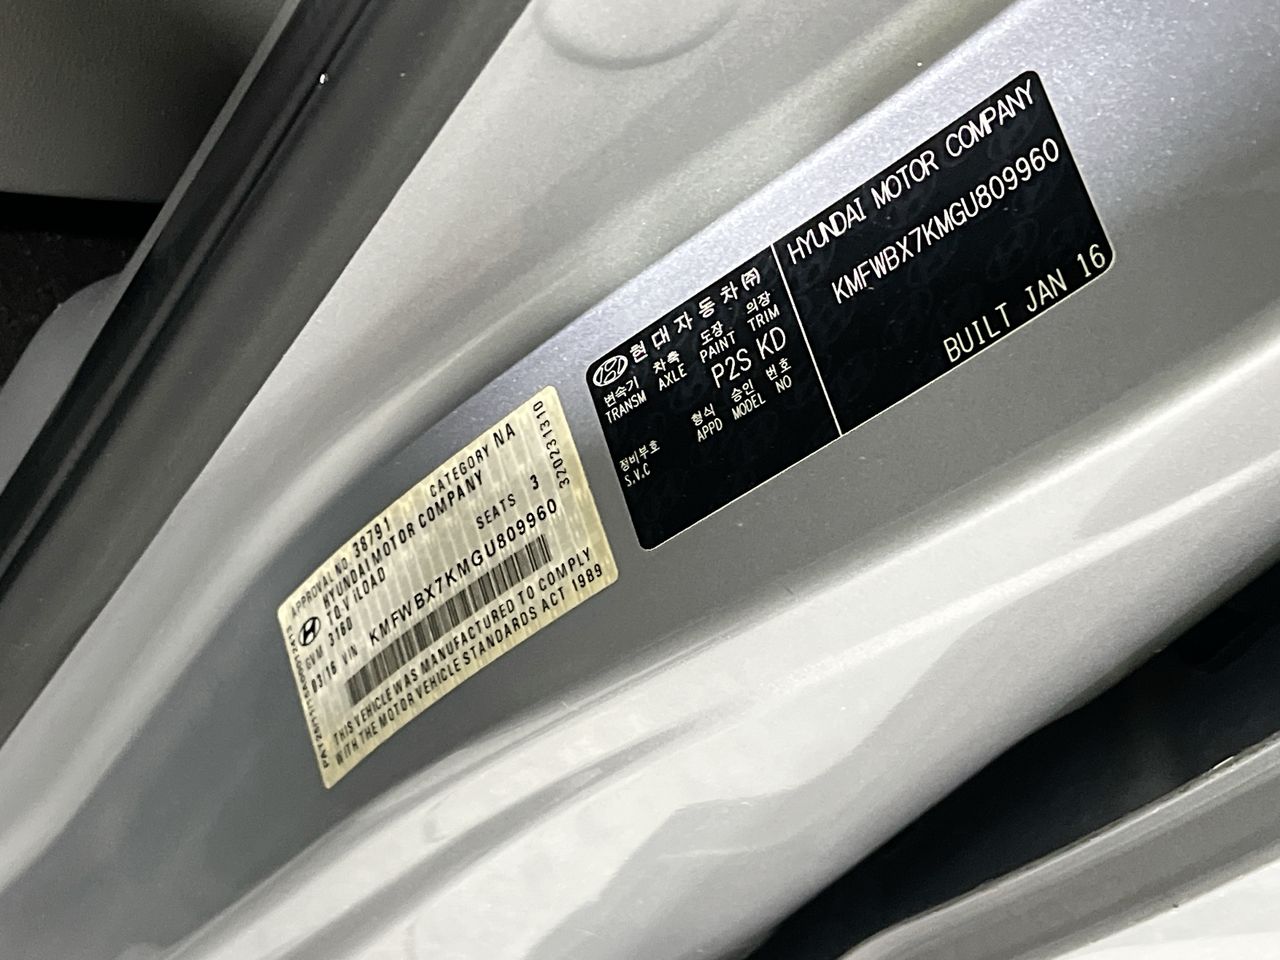 APPROVAL NO. 38791 CATEGORY NA
HYUNDAI MOTOR COMPANY
TQ-V iLOAD
GVM 3160 SEATS 3
03/16 VIN KMFWBX7KMGU809960
320231310
THIS VEHICLE WAS MANUFACTURED TO COMPLY
WITH THE MOTOR VEHICLE STANDARDS ACT 1989
현대자동차(주)
변속기 차축 도장 의장
TRANSM AXLE PAINT TRIM
P2S KD
형식 승인 번호
APPD MODEL NO
정비부호
S.V.C
HYUNDAI MOTOR COMPANY
KMFWBX7KMGU809960
BUILT JAN 16